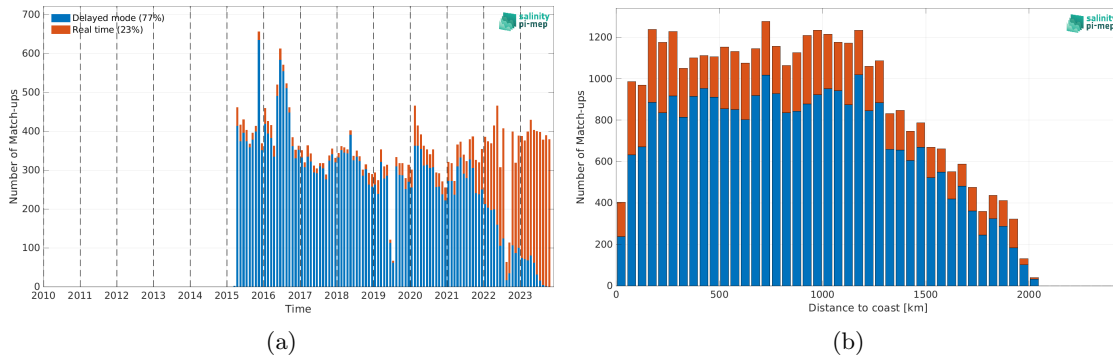 700
600
500
400
300
200
100
0
Number of Match-ups
Delayed mode (77%)
Real time (23%)
salinity
pi-mep
2010 2011 2012 2013 2014 2015 2016 2017 2018 2019 2020 2021 2022 2023
Time
(a)
1200
1000
800
600
400
200
0
Number of Match-ups
salinity
pi-mep
0 500 1000 1500 2000
Distance to coast [km]
(b)